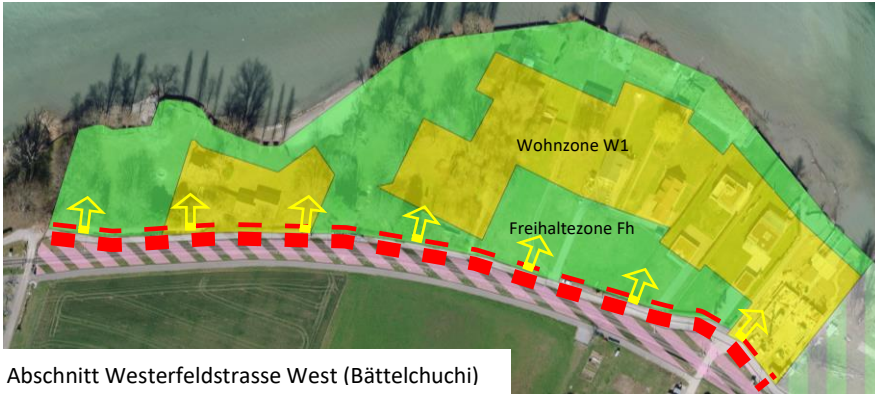 Wohnzone W1
Freihaltezone Fh
Abschnitt Westerfeldstrasse West (Bättelchuchi)